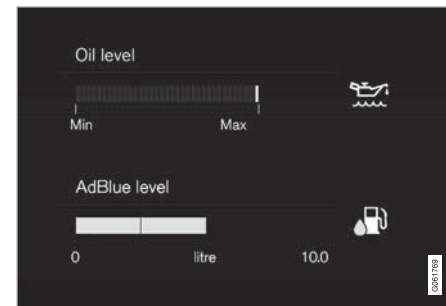 Oil level
Min Max
AdBlue level
0 litre 10.0
G061769